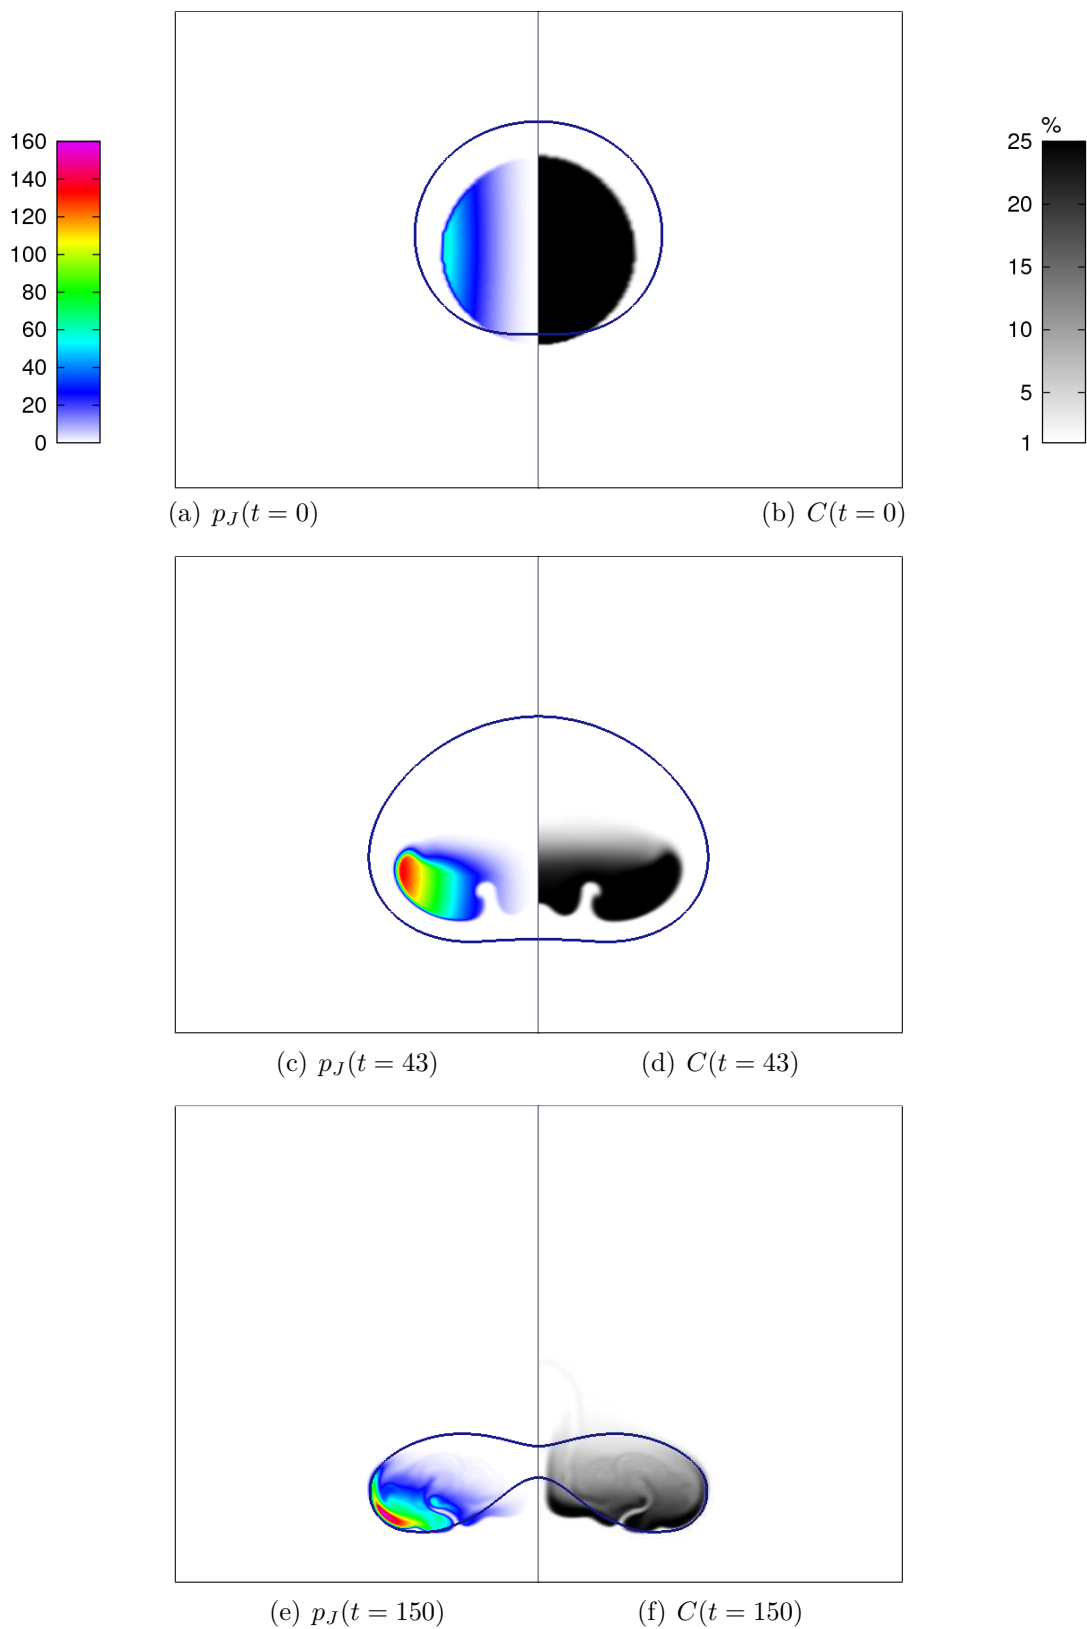 160
140
120
100
80
60
40
20
0
%
25
20
15
10
5
1
(a) p_J(t = 0)
(b) C(t = 0)
(c) p_J(t = 43)
(d) C(t = 43)
(e) p_J(t = 150)
(f) C(t = 150)